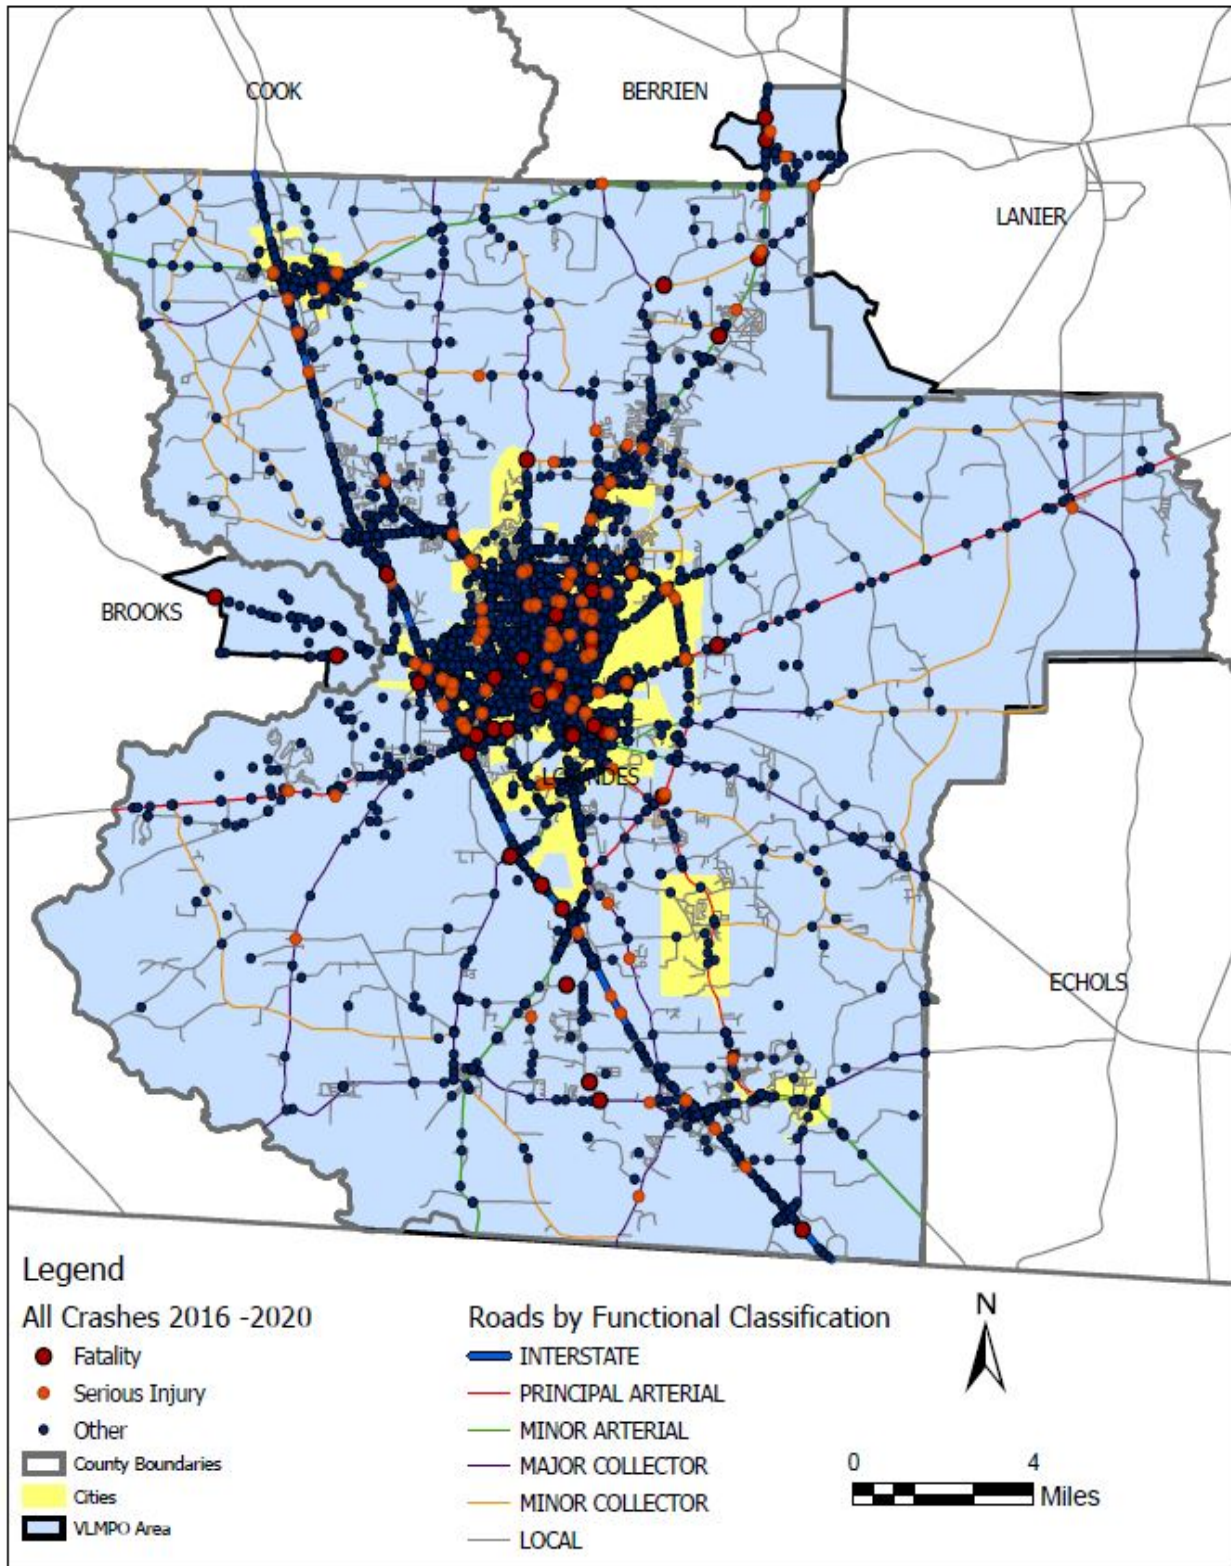 COOK
BERRIEN
LANIER
BROOKS
LOWNDES
ECHOLS
Legend
All Crashes 2016 -2020
Fatality
Serious Injury
Other
County Boundaries
Cities
VLMPO Area
Roads by Functional Classification
INTERSTATE
PRINCIPAL ARTERIAL
MINOR ARTERIAL
MAJOR COLLECTOR
MINOR COLLECTOR
LOCAL
N
0 4
Miles